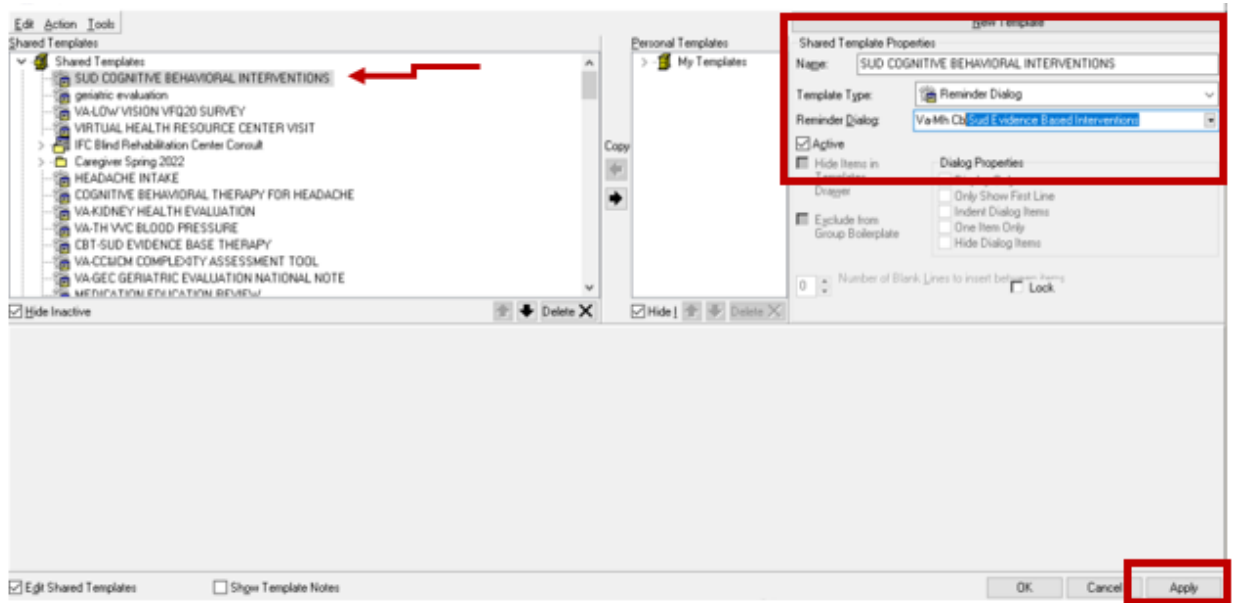 Edit Action Tools
New Template
Shared Templates
Shared Templates
SUD COGNITIVE BEHAVIORAL INTERVENTIONS
geriatric evaluation
VA-LOW VISION VFQ20 SURVEY
VIRTUAL HEALTH RESOURCE CENTER VISIT
IFC Blind Rehabilitation Center Consult
Caregiver Spring 2022
HEADACHE INTAKE
COGNITIVE BEHAVIORAL THERAPY FOR HEADACHE
VA-KIDNEY HEALTH EVALUATION
VA-TH VVC BLOOD PRESSURE
CBT-SUD EVIDENCE BASE THERAPY
VA-CCM/CM COMPLEXITY ASSESSMENT TOOL
VA-GEC GERIATRIC EVALUATION NATIONAL NOTE
MEDICATION EDUCATION REVIEW
Hide Inactive
Delete
Copy
Personal Templates
My Templates
Hide I
Delete
Shared Template Properties
Name: SUD COGNITIVE BEHAVIORAL INTERVENTIONS
Template Type: Reminder Dialog
Reminder Dialog: Va-Mh Cb Sud Evidence Based Interventions
Active
Hide Items in
Templates
Drawer
Exclude from
Group Boilerplate
Dialog Properties
Only Show First Line
Indent Dialog Items
One Item Only
Hide Dialog Items
0 Number of Blank Lines to insert between items
Lock
Edit Shared Templates Show Template Notes
OK Cancel Apply